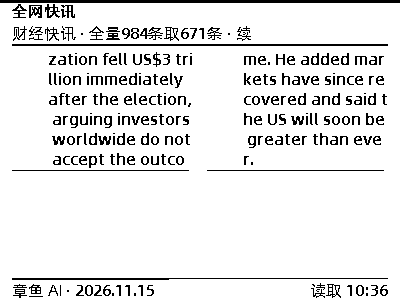 全网快讯
财经快讯 · 全量984条取671条 · 续
zation fell US$3 tri
llion immediately
after the election,
arguing investors
worldwide do not
accept the outco
me. He added mar
kets have since re
covered and said t
he US will soon be
greater than eve
r.
章鱼 AI · 2026.11.15
读取 10:36